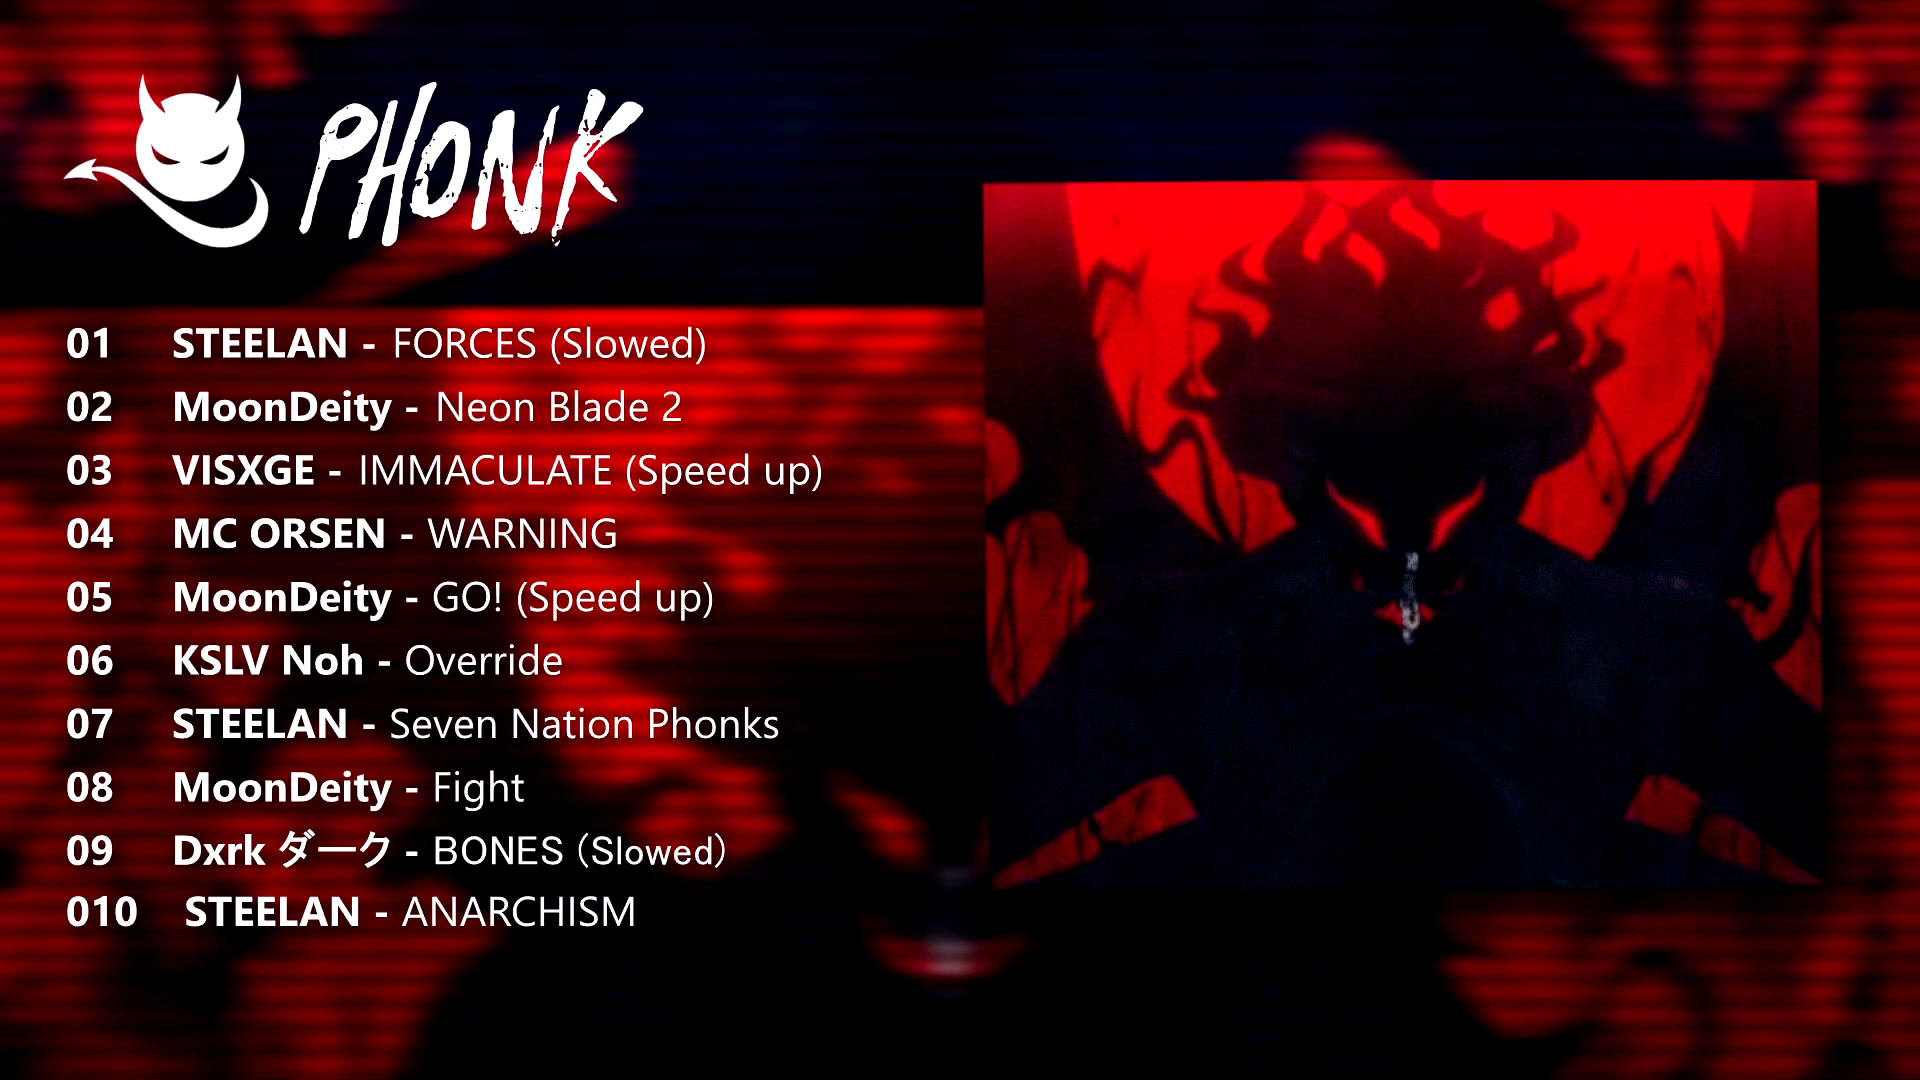 PHONK
01 STEELAN - FORCES (Slowed)
02 MoonDeity - Neon Blade 2
03 VISXGE - IMMACULATE (Speed up)
04 MC ORSEN - WARNING
05 MoonDeity - GO! (Speed up)
06 KSLV Noh - Override
07 STEELAN - Seven Nation Phonks
08 MoonDeity - Fight
09 Dxrk ダーク - BONES (Slowed)
010 STEELAN - ANARCHISM